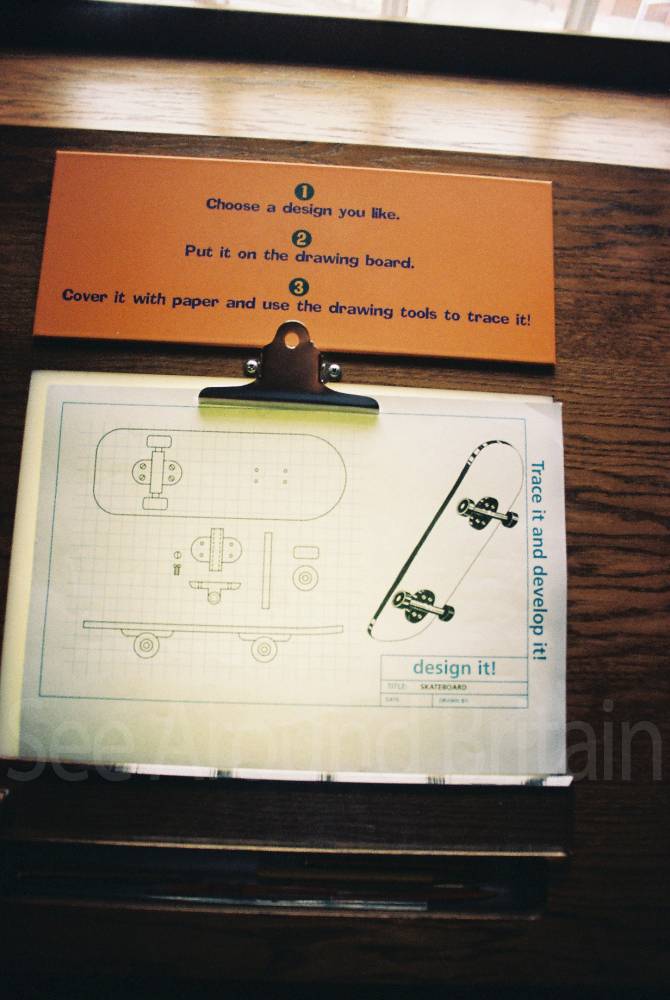 1
Choose a design you like.
2
Put it on the drawing board.
3
Cover it with paper and use the drawing tools to trace it!
Trace it and develop it!
design it!
TITLE: SKATEBOARD
DATE: DRAWN BY:
See Around Britain